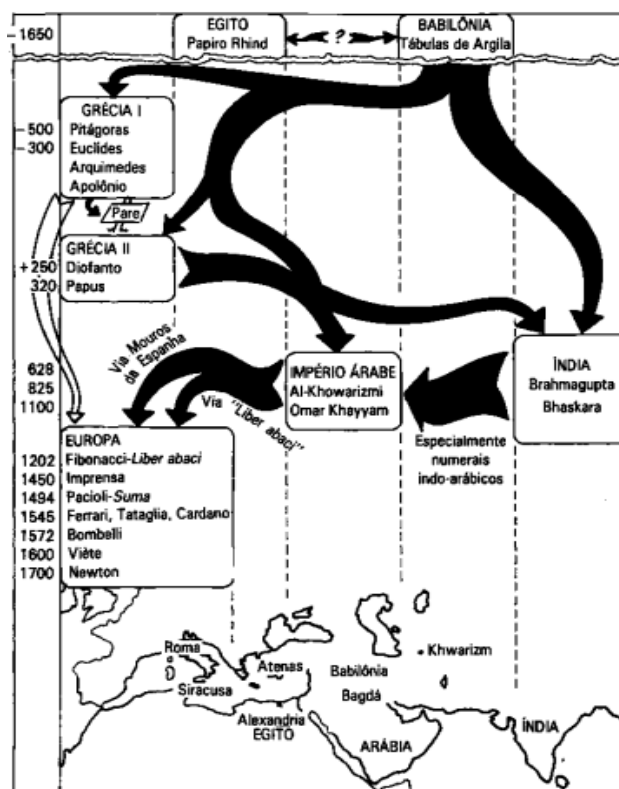 -1650
EGITO
Papiro Rhind
?
BABILÔNIA
Tábulas de Argila
GRÉCIA I
-500
Pitágoras
-300
Euclides
Arquimedes
Apolônio
Pare
GRÉCIA II
+250
Diofanto
320
Papus
Via Mouros
da Espanha
Via "Liber abaci"
628
825
1100
IMPÉRIO ÁRABE
Al-Khowarizmi
Omar Khayyam
ÍNDIA
Brahmagupta
Bhaskara
Especialmente
numerais
indo-arábicos
EUROPA
1202
Fibonacci-Liber abaci
1450
Imprensa
1494
Pacioli-Suma
1545
Ferrari, Tataglia, Cardano
1572
Bombelli
1600
Viète
1700
Newton
Roma
Siracusa
Atenas
Alexandria
EGITO
Babilônia
Bagdá
Khwarizm
ARÁBIA
ÍNDIA